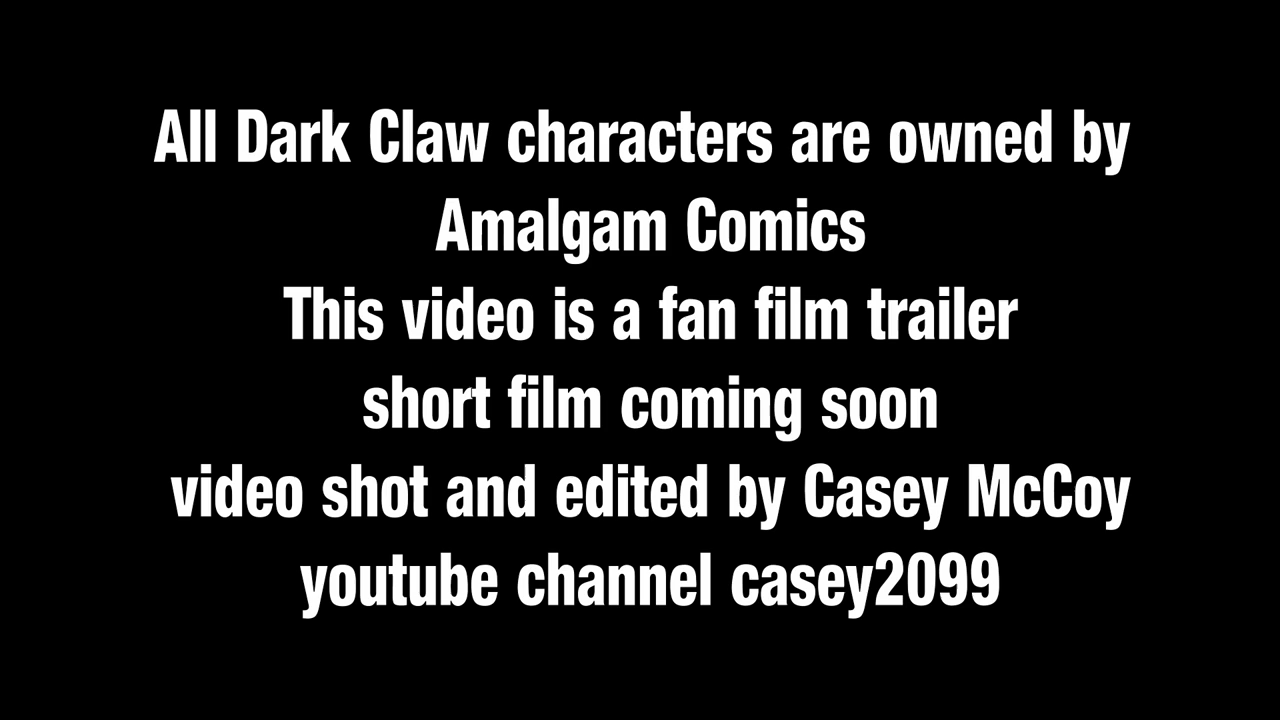 All Dark Claw characters are owned by
Amalgam Comics
This video is a fan film trailer
short film coming soon
video shot and edited by Casey McCoy
youtube channel casey2099